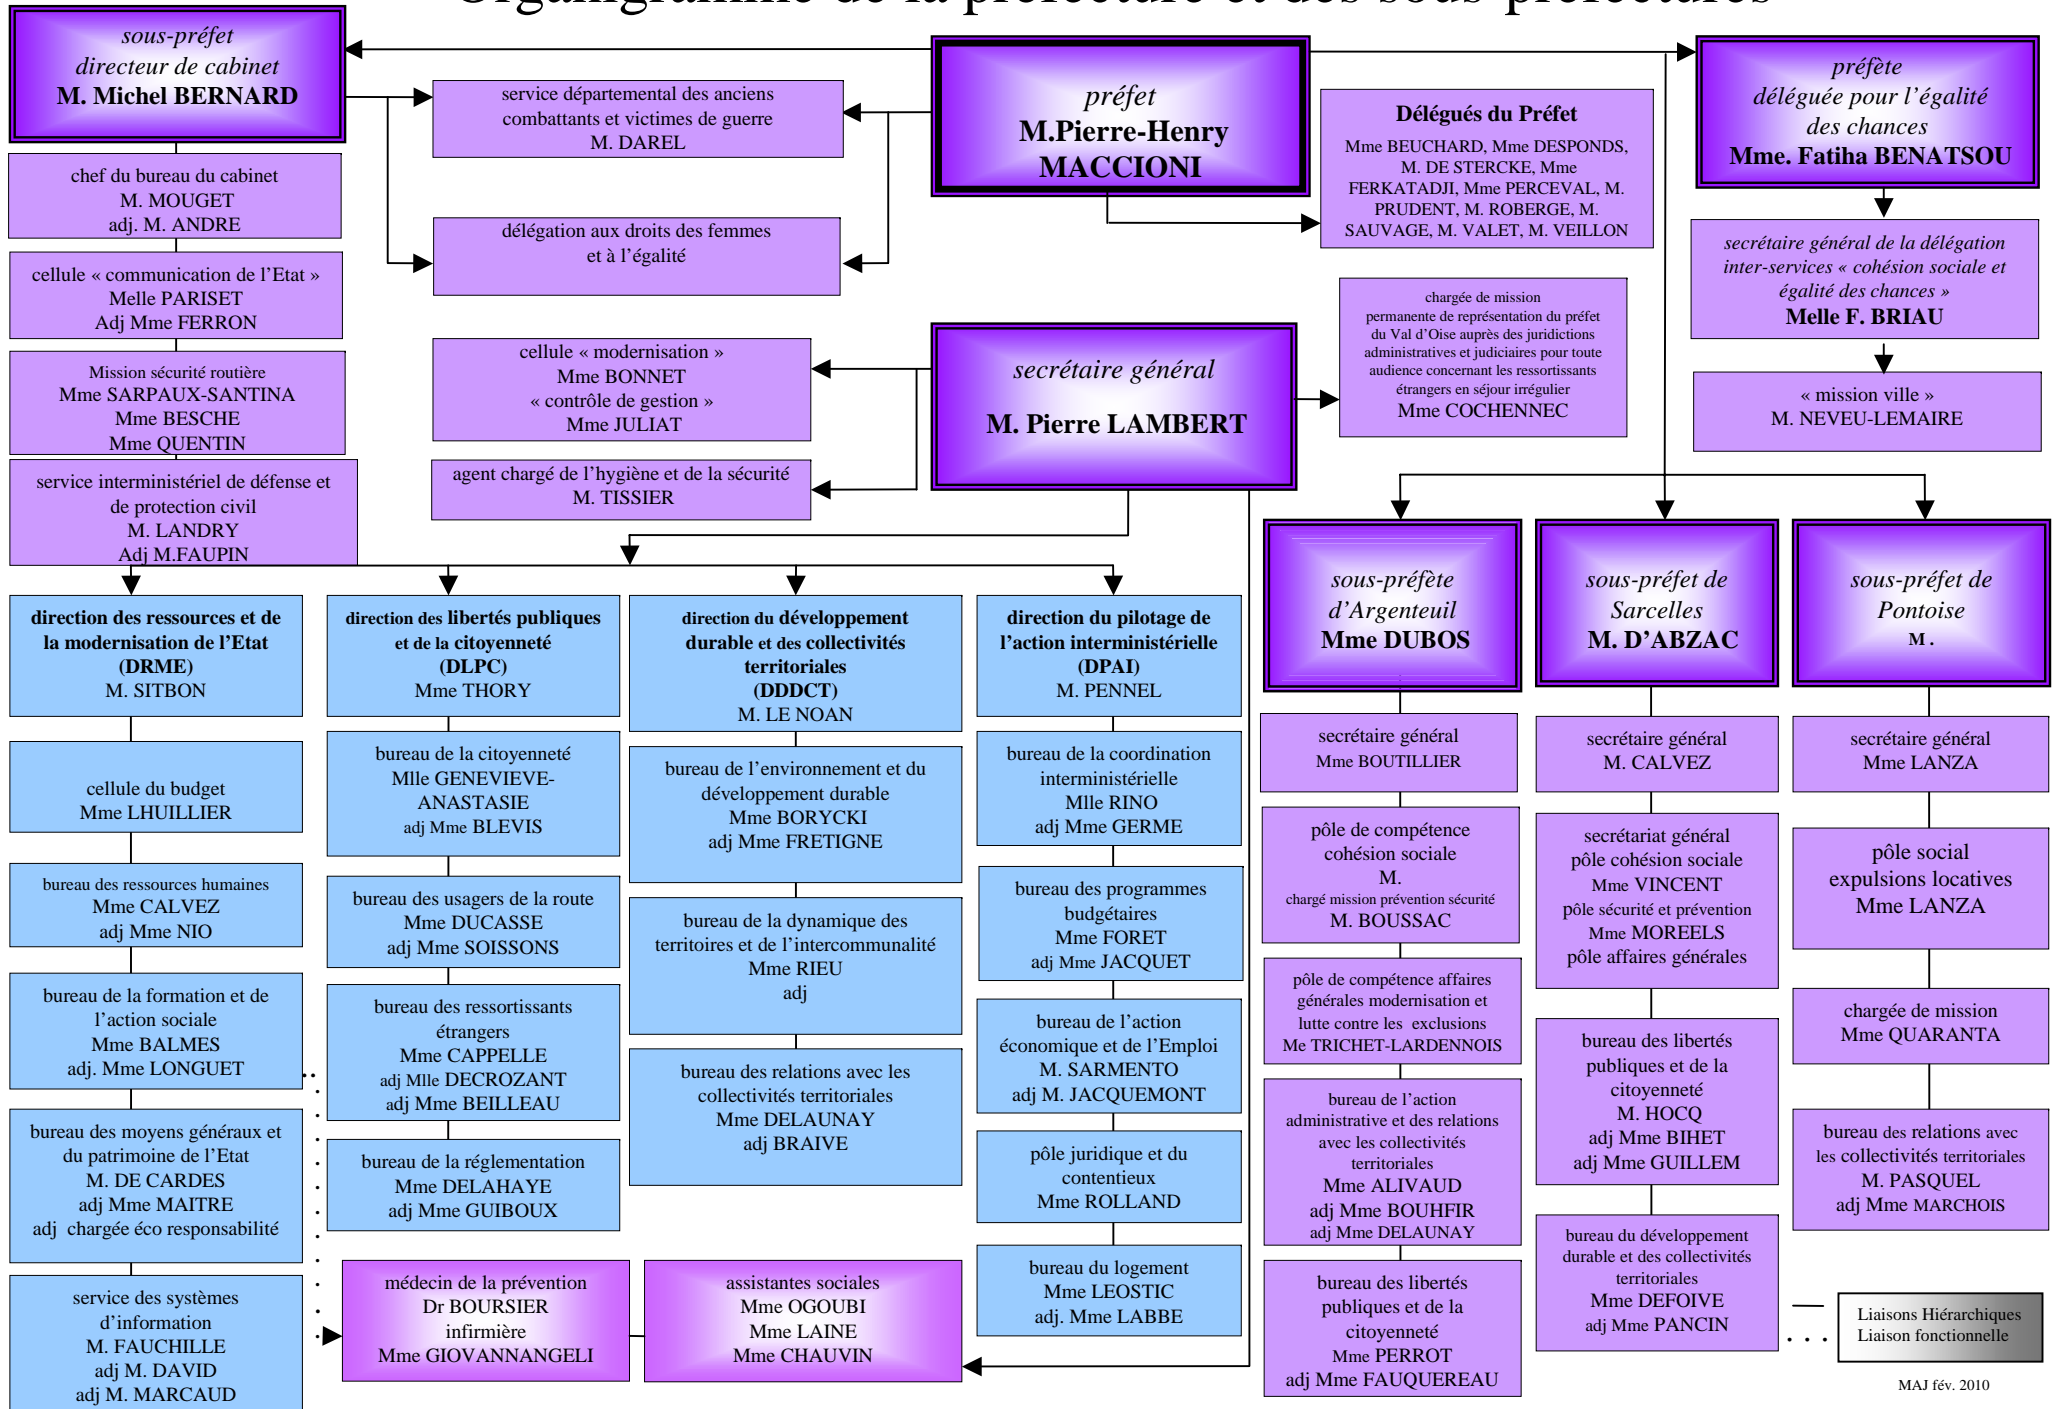 Organigramme de la préfecture et des sous-préfectures
sous-préfet
directeur de cabinet
M. Michel BERNARD
chef du bureau du cabinet
M. MOUGET
adj. M. ANDRE
cellule « communication de l'Etat »
Melle PARISET
Adj Mme FERRON
Mission sécurité routière
Mme SARPAUX-SANTINA
Mme BESCHE
Mme QUENTIN
service interministériel de défense et
de protection civil
M. LANDRY
Adj M.FAUPIN
service départemental des anciens
combattants et victimes de guerre
M. DAREL
délégation aux droits des femmes
et à l'égalité
préfet
M.Pierre-Henry
MACCIONI
Délégués du Préfet
Mme BEUCHARD, Mme DESPONDS,
M. DE STERCKE, Mme
FERKATADJI, Mme PERCEVAL, M.
PRUDENT, M. ROBERGE, M.
SAUVAGE, M. VALET, M. VEILLON
préfète
déléguée pour l'égalité
des chances
Mme. Fatiha BENATSOU
secrétaire général de la délégation
inter-services « cohésion sociale et
égalité des chances »
Melle F. BRIAU
« mission ville »
M. NEVEU-LEMAIRE
cellule « modernisation »
Mme BONNET
« contrôle de gestion »
Mme JULIAT
agent chargé de l'hygiène et de la sécurité
M. TISSIER
secrétaire général
M. Pierre LAMBERT
chargée de mission
permanente de représentation du préfet
du Val d'Oise auprès des juridictions
administratives et judiciaires pour toute
audience concernant les ressortissants
étrangers en séjour irrégulier
Mme COCHENNEC
direction des ressources et de
la modernisation de l'Etat
(DRME)
M. SITBON
cellule du budget
Mme LHUILLIER
bureau des ressources humaines
Mme CALVEZ
adj Mme NIO
bureau de la formation et de
l'action sociale
Mme BALMES
adj. Mme LONGUET
bureau des moyens généraux et
du patrimoine de l'Etat
M. DE CARDES
adj Mme MAITRE
adj chargée éco responsabilité
service des systèmes
d'information
M. FAUCHILLE
adj M. DAVID
adj M. MARCAUD
direction des libertés publiques
et de la citoyenneté
(DLPC)
Mme THORY
bureau de la citoyenneté
Mlle GENEVIEVE-
ANASTASIE
adj Mme BLEVIS
bureau des usagers de la route
Mme DUCASSE
adj Mme SOISSONS
bureau des ressortissants
étrangers
Mme CAPPELLE
adj Mlle DECROZANT
adj Mme BEILLEAU
bureau de la réglementation
Mme DELAHAYE
adj Mme GUIBOUX
direction du développement
durable et des collectivités
territoriales
(DDDCT)
M. LE NOAN
bureau de l'environnement et du
développement durable
Mme BORYCKI
adj Mme FRETIGNE
bureau de la dynamique des
territoires et de l'intercommunalité
Mme RIEU
adj
bureau des relations avec les
collectivités territoriales
Mme DELAUNAY
adj BRAIVE
direction du pilotage de
l'action interministérielle
(DPAI)
M. PENNEL
bureau de la coordination
interministérielle
Mlle RINO
adj Mme GERME
bureau des programmes
budgétaires
Mme FORET
adj Mme JACQUET
bureau de l'action
économique et de l'Emploi
M. SARMENTO
adj M. JACQUEMONT
pôle juridique et du
contentieux
Mme ROLLAND
bureau du logement
Mme LEOSTIC
adj. Mme LABBE
médecin de la prévention
Dr BOURSIER
infirmière
Mme GIOVANNANGELI
assistantes sociales
Mme OGOUBI
Mme LAINE
Mme CHAUVIN
sous-préfète
d'Argenteuil
Mme DUBOS
secrétaire général
Mme BOUTILLIER
pôle de compétence
cohésion sociale
M.
chargé mission prévention sécurité
M. BOUSSAC
pôle de compétence affaires
générales modernisation et
lutte contre les exclusions
Me TRICHET-LARDENNOIS
bureau de l'action
administrative et des relations
avec les collectivités
territoriales
Mme ALIVAUD
adj Mme BOUHFIR
adj Mme DELAUNAY
bureau des libertés
publiques et de la
citoyenneté
Mme PERROT
adj Mme FAUQUEREAU
sous-préfet de
Sarcelles
M. D'ABZAC
secrétaire général
M. CALVEZ
secrétariat général
pôle cohésion sociale
Mme VINCENT
pôle sécurité et prévention
Mme MOREELS
pôle affaires générales
bureau des libertés
publiques et de la
citoyenneté
M. HOCQ
adj Mme BIHET
adj Mme GUILLEM
bureau du développement
durable et des collectivités
territoriales
Mme DEFOIVE
adj Mme PANCIN
sous-préfet de
Pontoise
M .
secrétaire général
Mme LANZA
pôle social
expulsions locatives
Mme LANZA
chargée de mission
Mme QUARANTA
bureau des relations avec
les collectivités territoriales
M. PASQUEL
adj Mme MARCHOIS
Liaisons Hiérarchiques
Liaison fonctionnelle
MAJ fév. 2010